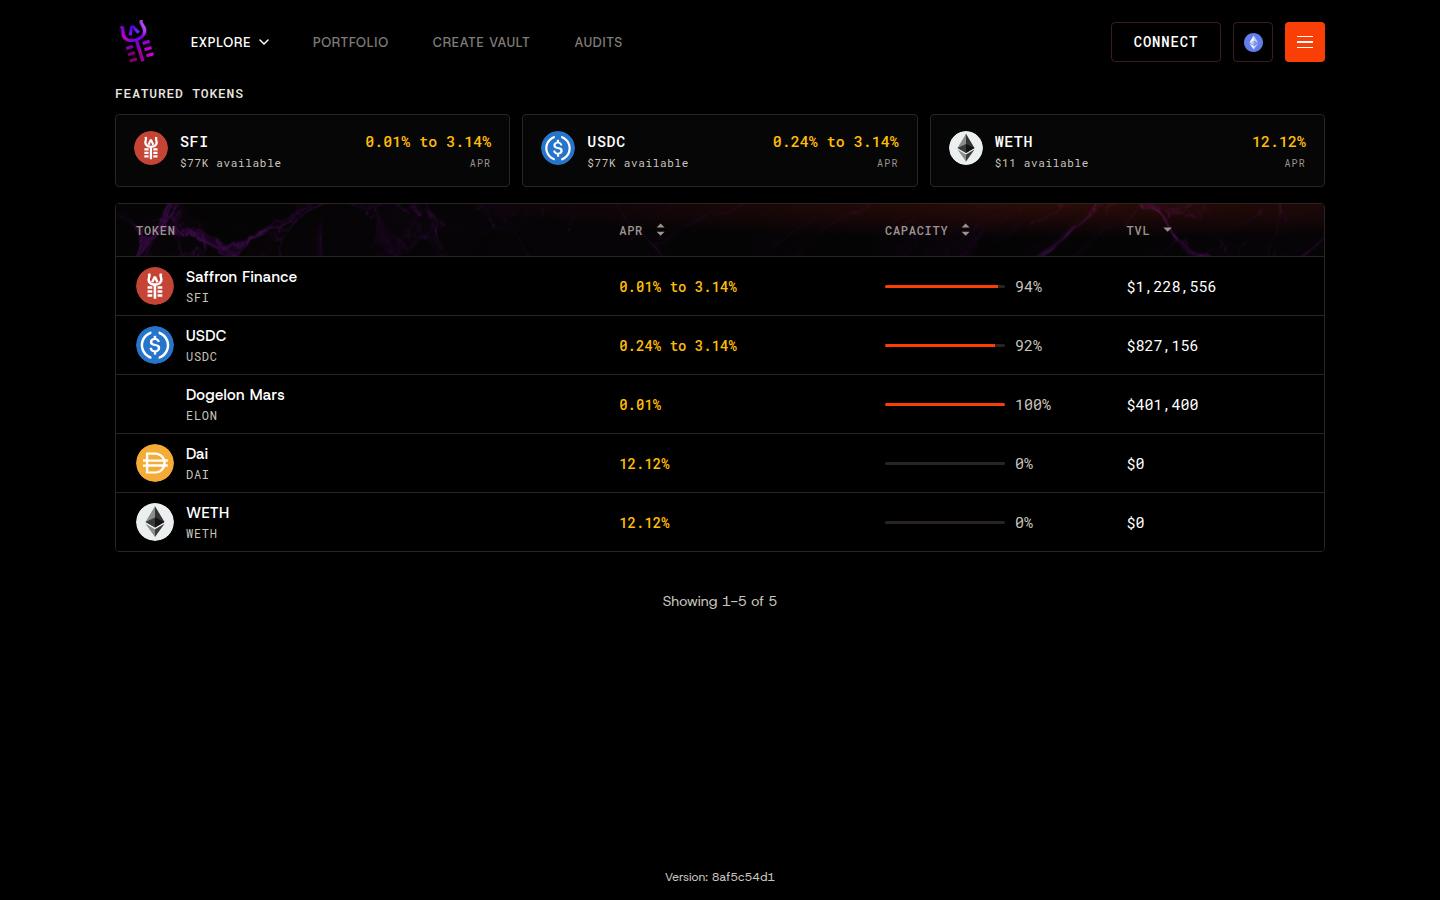 EXPLORE PORTFOLIO CREATE VAULT AUDITS CONNECT
FEATURED TOKENS
SFI 0.01% to 3.14%
$77K available APR
USDC 0.24% to 3.14%
$77K available APR
WETH 12.12%
$11 available APR
TOKEN APR CAPACITY TVL
Saffron Finance
SFI
0.01% to 3.14% 94% $1,228,556
USDC
USDC
0.24% to 3.14% 92% $827,156
Dogelon Mars
ELON
0.01% 100% $401,400
Dai
DAI
12.12% 0% $0
WETH
WETH
12.12% 0% $0
Showing 1–5 of 5
Version: 8af5c54d1